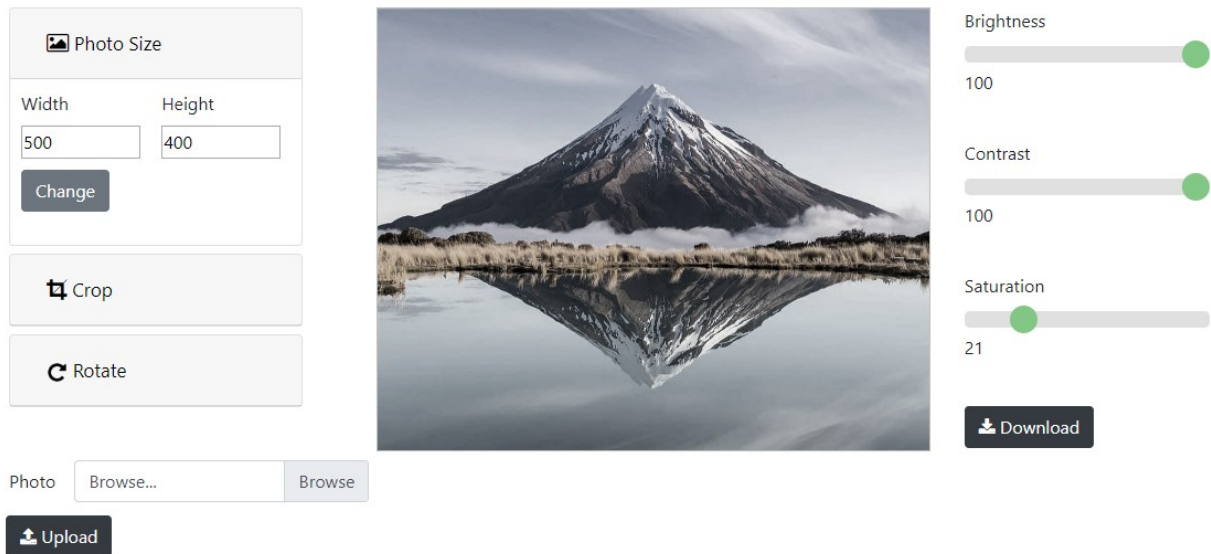 Photo Size
Width Height
500 400
Change
Crop
Rotate
Photo Browse... Browse
Upload
Brightness
100
Contrast
100
Saturation
21
Download